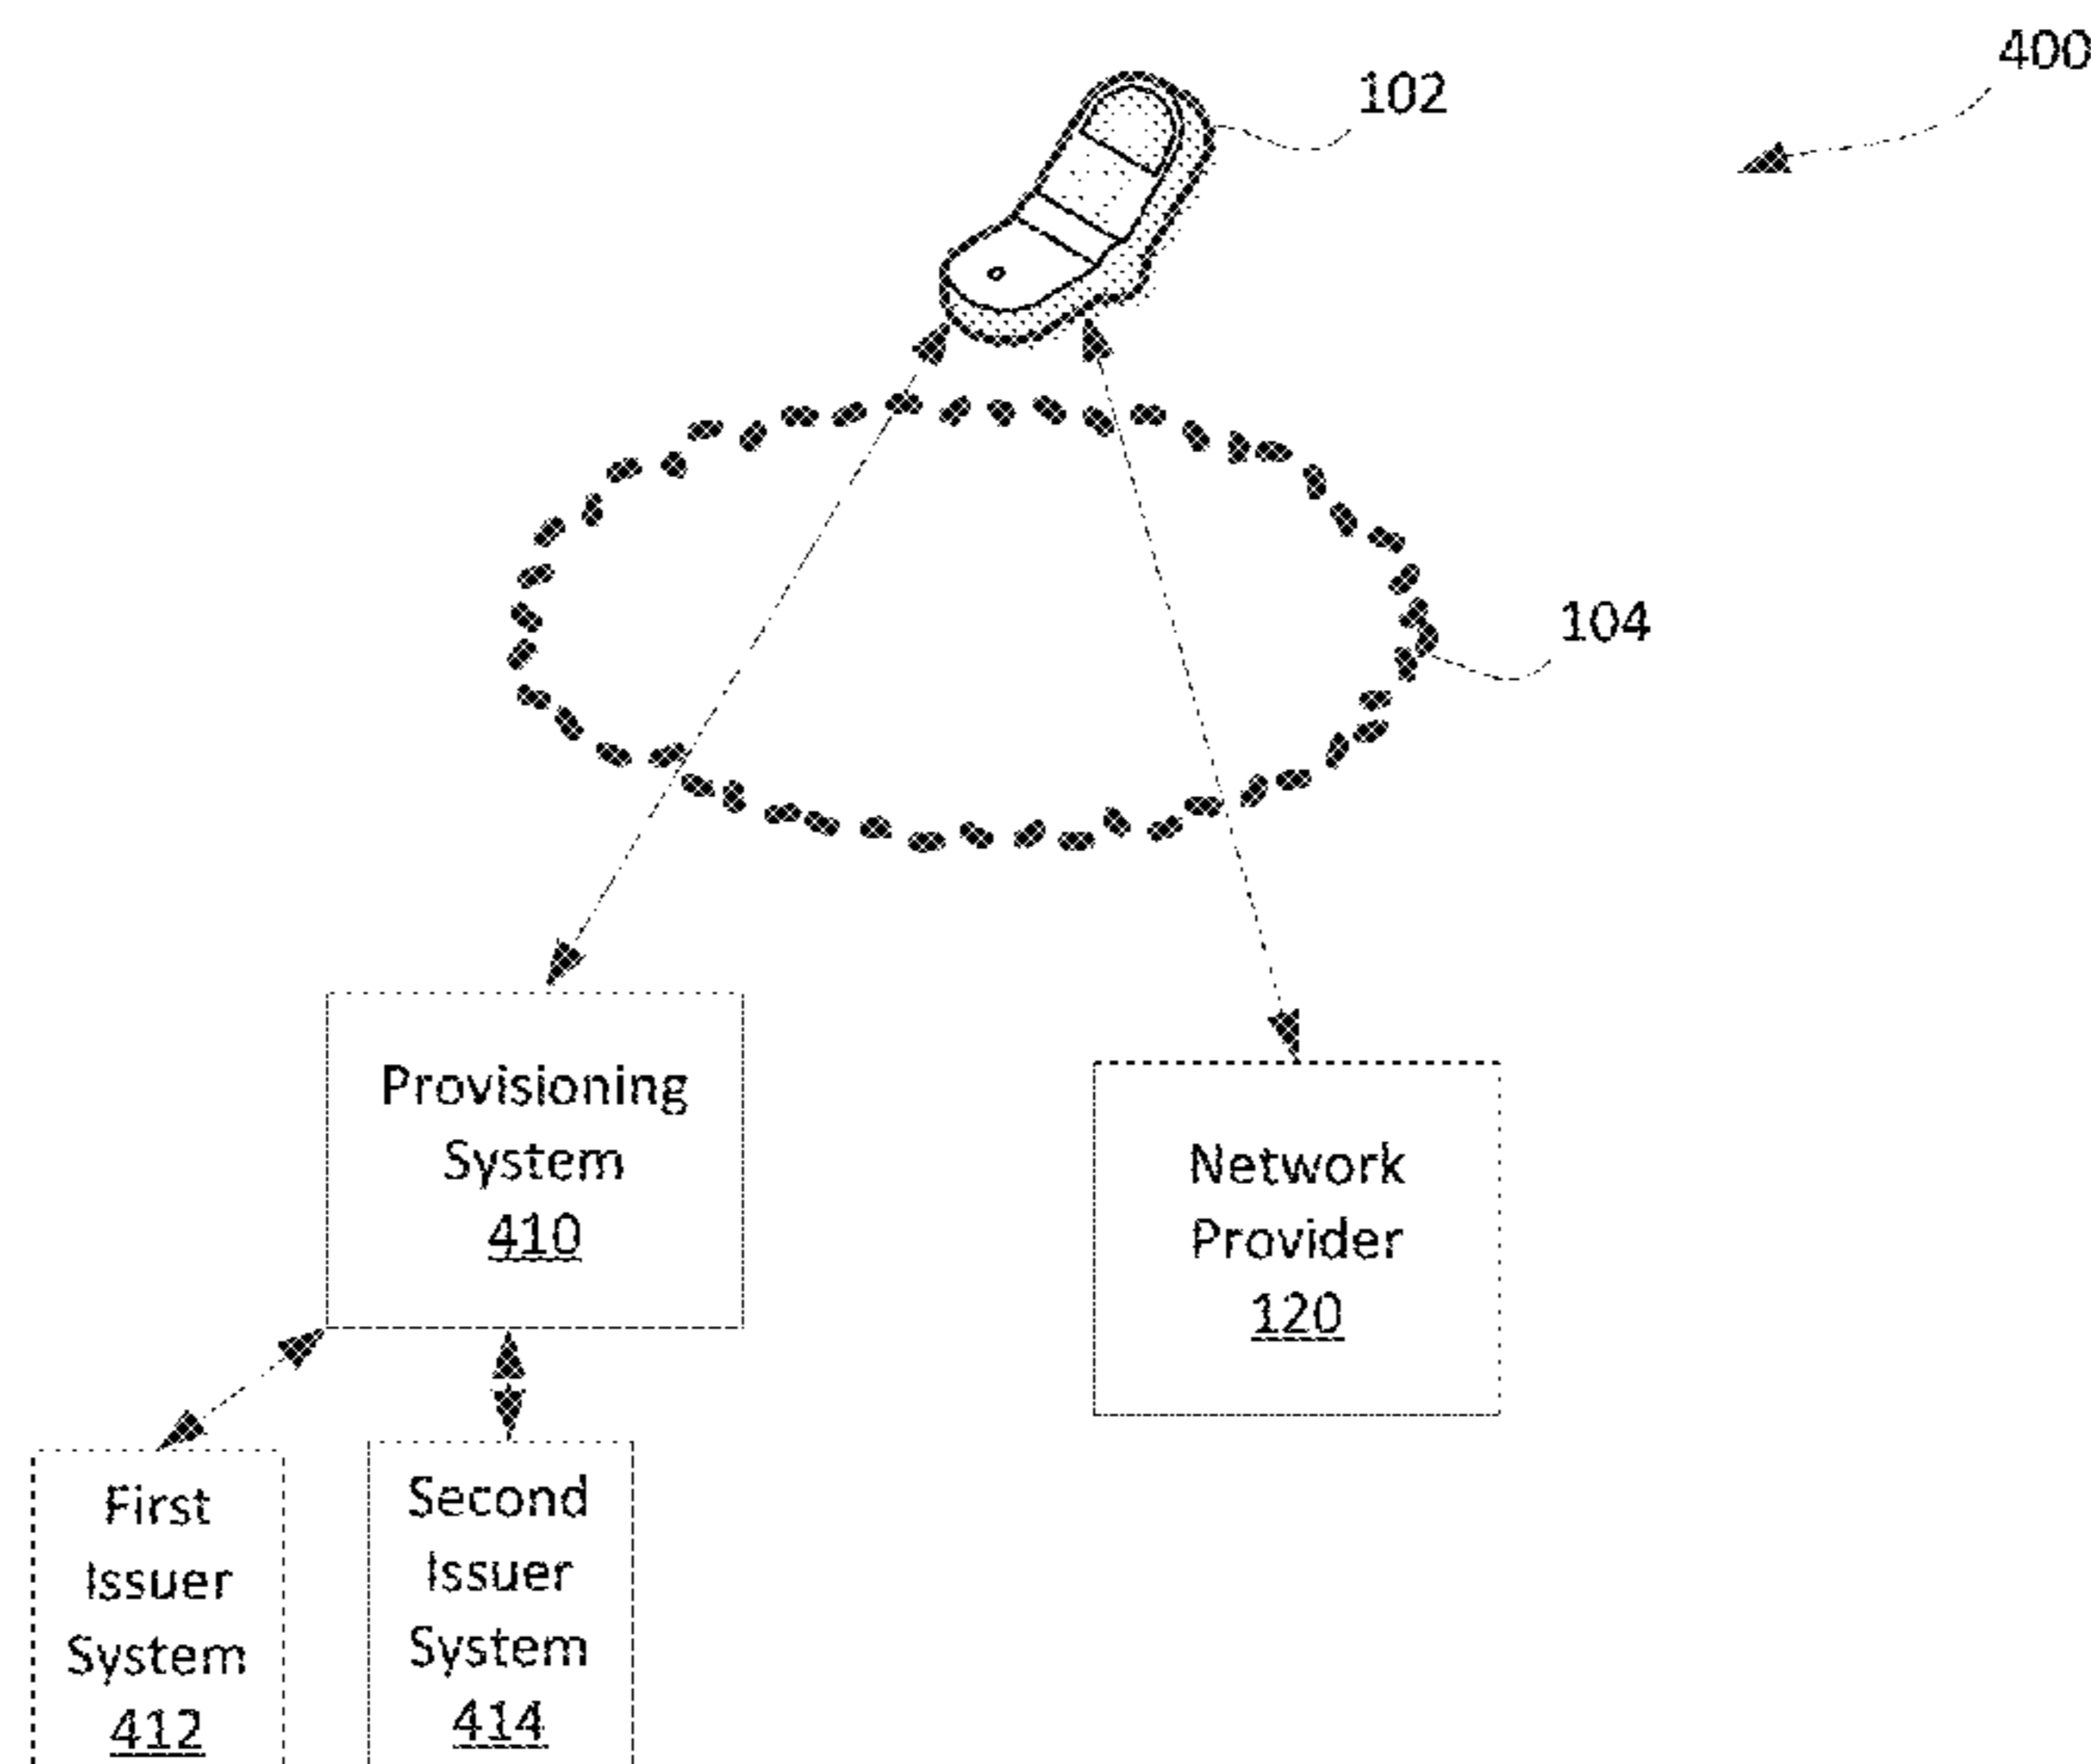 400
102
104
Provisioning
System
410
Network
Provider
120
First
Issuer
System
412
Second
Issuer
System
414